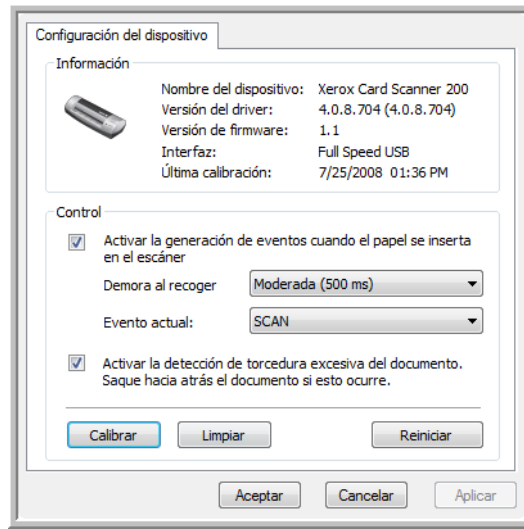 Configuración del dispositivo
Información
Nombre del dispositivo: Xerox Card Scanner 200
Versión del driver: 4.0.8.704 (4.0.8.704)
Versión de firmware: 1.1
Interfaz: Full Speed USB
Última calibración: 7/25/2008 01:36 PM
Control
Activar la generación de eventos cuando el papel se inserta
en el escáner
Demora al recoger Moderada (500 ms)
Evento actual: SCAN
Activar la detección de torcedura excesiva del documento.
Saque hacia atrás el documento si esto ocurre.
Calibrar Limpiar Reiniciar
Aceptar Cancelar Aplicar